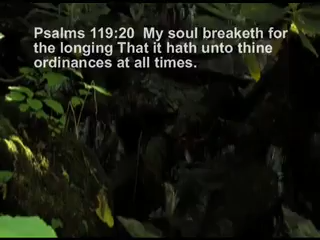 Psalms 119:20  My soul breaketh for
the longing That it hath unto thine
ordinances at all times.